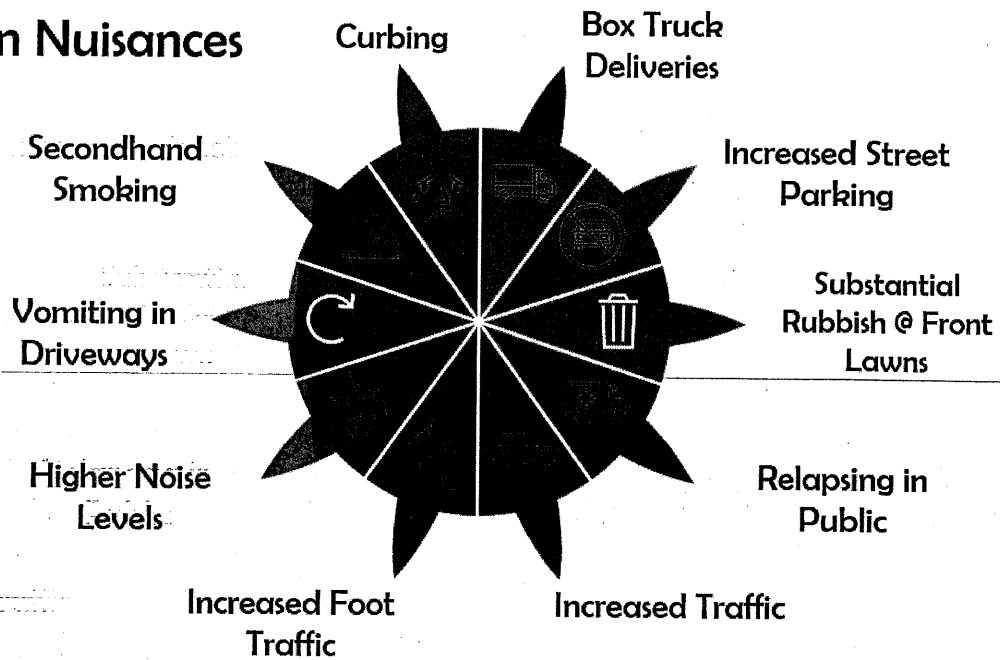 n Nuisances
Curbing
Box Truck
Deliveries
Secondhand
Smoking
Increased Street
Parking
Vomiting in
Driveways
Substantial
Rubbish @ Front
Lawns
Higher Noise
Levels
Relapsing in
Public
Increased Foot
Traffic
Increased Traffic